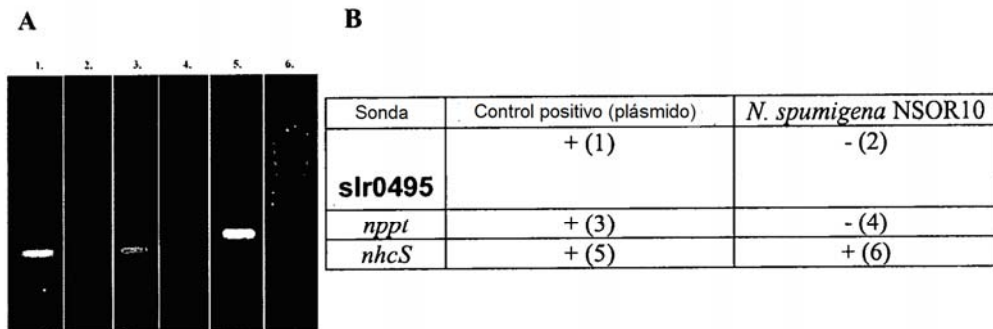 A
B
1. 2. 3. 4. 5. 6.
Sonda Control positivo (plásmido) N. spumigena NSOR10
slr0495 + (1) - (2)
nppt + (3) - (4)
nhcS + (5) + (6)